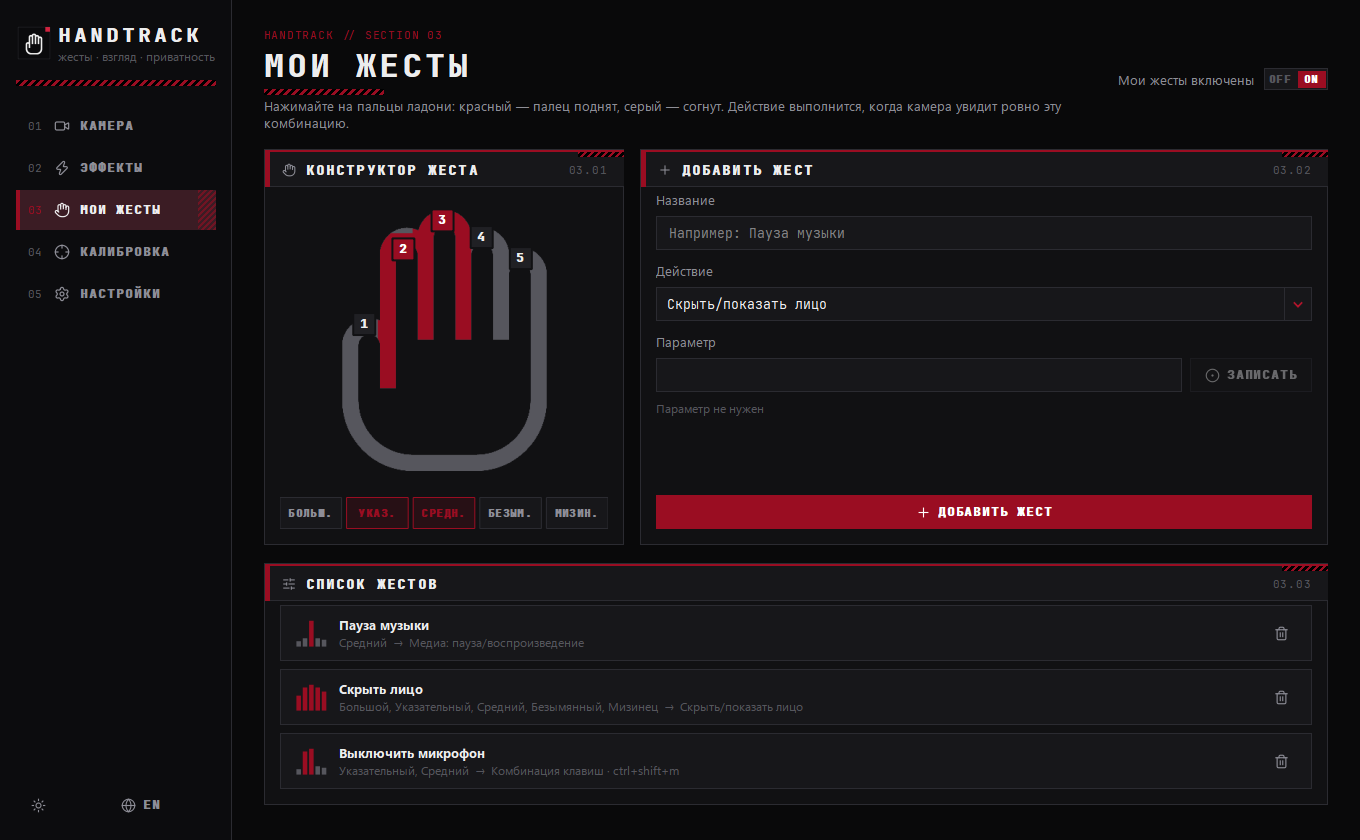 HANDTRACK
жесты · взгляд · приватность
01 КАМЕРА
02 ЭФФЕКТЫ
03 МОИ ЖЕСТЫ
04 КАЛИБРОВКА
05 НАСТРОЙКИ
EN
HANDTRACK // SECTION 03
МОИ ЖЕСТЫ
Нажимайте на пальцы ладони: красный — палец поднят, серый — согнут. Действие выполнится, когда камера увидит ровно эту
комбинацию.
Мои жесты включены OFF ON
КОНСТРУКТОР ЖЕСТА 03.01
3
2
4
5
1
БОЛЬШ. УКАЗ. СРЕДН. БЕЗЫМ. МИЗИН.
ДОБАВИТЬ ЖЕСТ 03.02
Название
Например: Пауза музыки
Действие
Скрыть/показать лицо
Параметр
ЗАПИСАТЬ
Параметр не нужен
ДОБАВИТЬ ЖЕСТ
СПИСОК ЖЕСТОВ 03.03
Пауза музыки
Средний → Медиа: пауза/воспроизведение
Скрыть лицо
Большой, Указательный, Средний, Безымянный, Мизинец → Скрыть/показать лицо
Выключить микрофон
Указательный, Средний → Комбинация клавиш · ctrl+shift+m